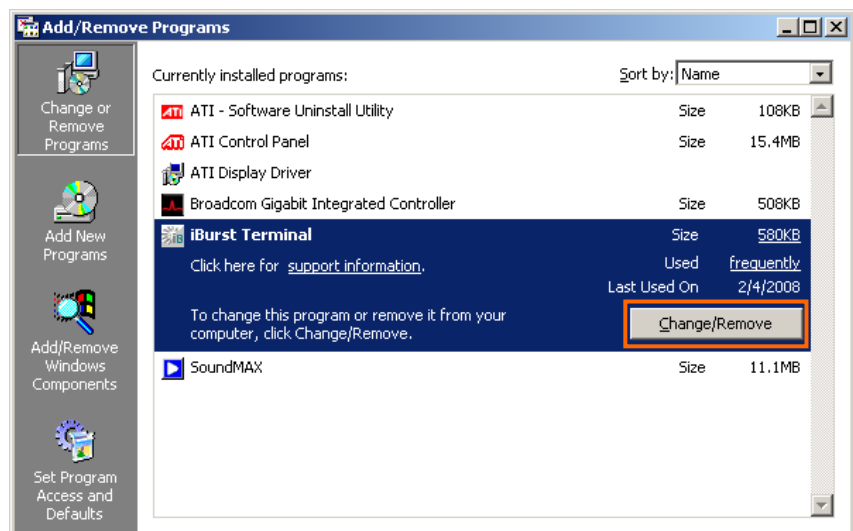 Add/Remove Programs
Change or
Remove
Programs
Add New
Programs
Add/Remove
Windows
Components
Set Program
Access and
Defaults
Currently installed programs:
Sort by: Name
ATI - Software Uninstall Utility Size 108KB
ATI Control Panel Size 15.4MB
ATI Display Driver
Broadcom Gigabit Integrated Controller Size 508KB
iBurst Terminal Size 580KB
Click here for support information. Used frequently
Last Used On 2/4/2008
To change this program or remove it from your
computer, click Change/Remove.
Change/Remove
SoundMAX Size 11.1MB